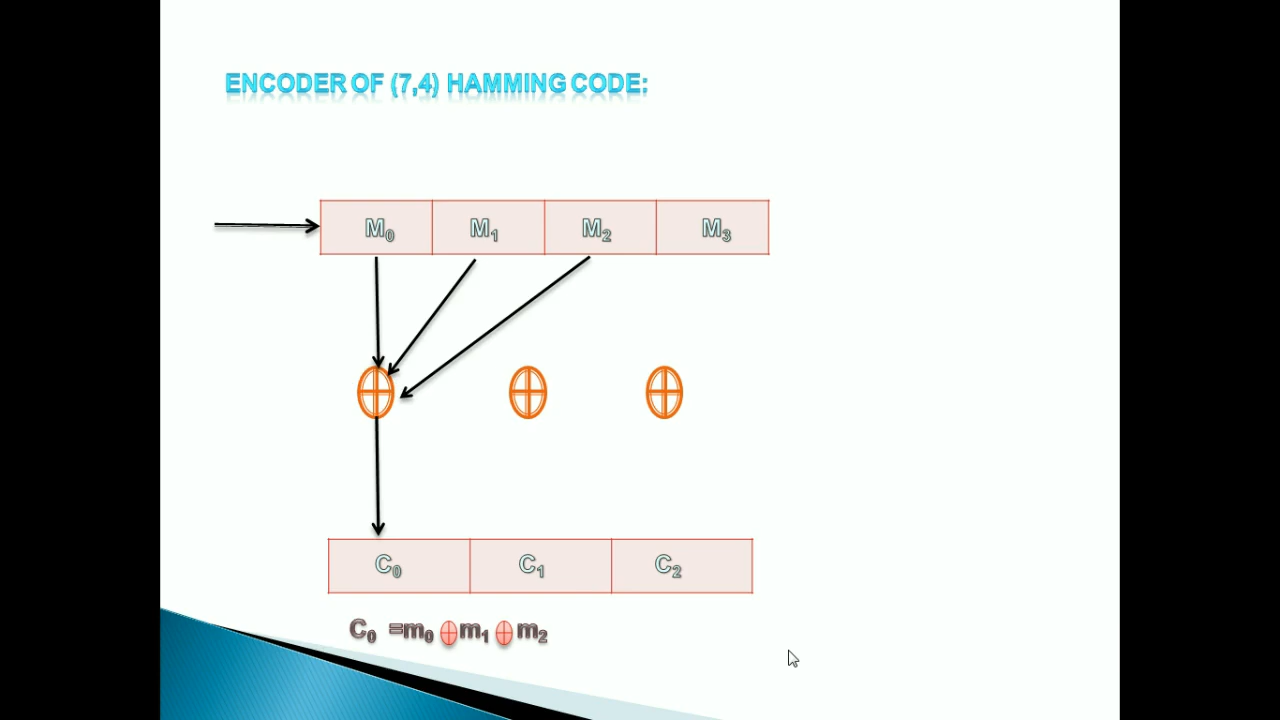 ENCODER OF (7,4) HAMMING CODE:
M₀ M₁ M₂ M₃
C₀ C₁ C₂
C₀ =m₀⊕m₁⊕m₂